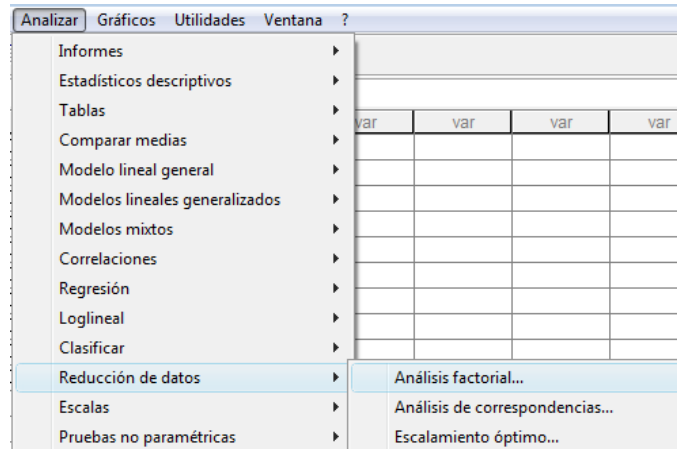 Analizar Gráficos Utilidades Ventana ?
Informes
Estadísticos descriptivos
Tablas
var var var var
Comparar medias
Modelo lineal general
Modelos lineales generalizados
Modelos mixtos
Correlaciones
Regresión
Loglineal
Clasificar
Reducción de datos
Análisis factorial...
Escalas
Análisis de correspondencias...
Pruebas no paramétricas
Escalamiento óptimo...